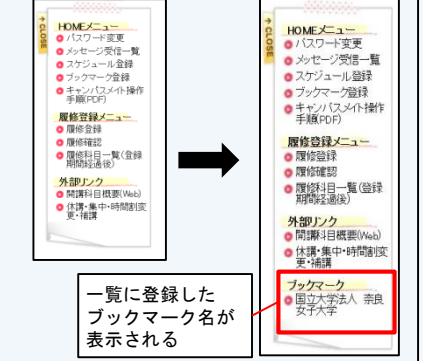 ↑ CLOSE
HOMEメニュー
パスワード変更
メッセージ受信一覧
スケジュール登録
ブックマーク登録
キャンパスメイト操作
手順(PDF)
履修登録メニュー
履修登録
履修確認
履修科目一覧(登録
期間経過後)
外部リンク
開講科目概要(Web)
休講・集中・時間割変
更・補講
↑ CLOSE
HOMEメニュー
パスワード変更
メッセージ受信一覧
スケジュール登録
ブックマーク登録
キャンパスメイト操作
手順(PDF)
履修登録メニュー
履修登録
履修確認
履修科目一覧(登録
期間経過後)
外部リンク
開講科目概要(Web)
休講・集中・時間割変
更・補講
ブックマーク
国立大学法人 奈良
女子大学
一覧に登録した
ブックマーク名が
表示される